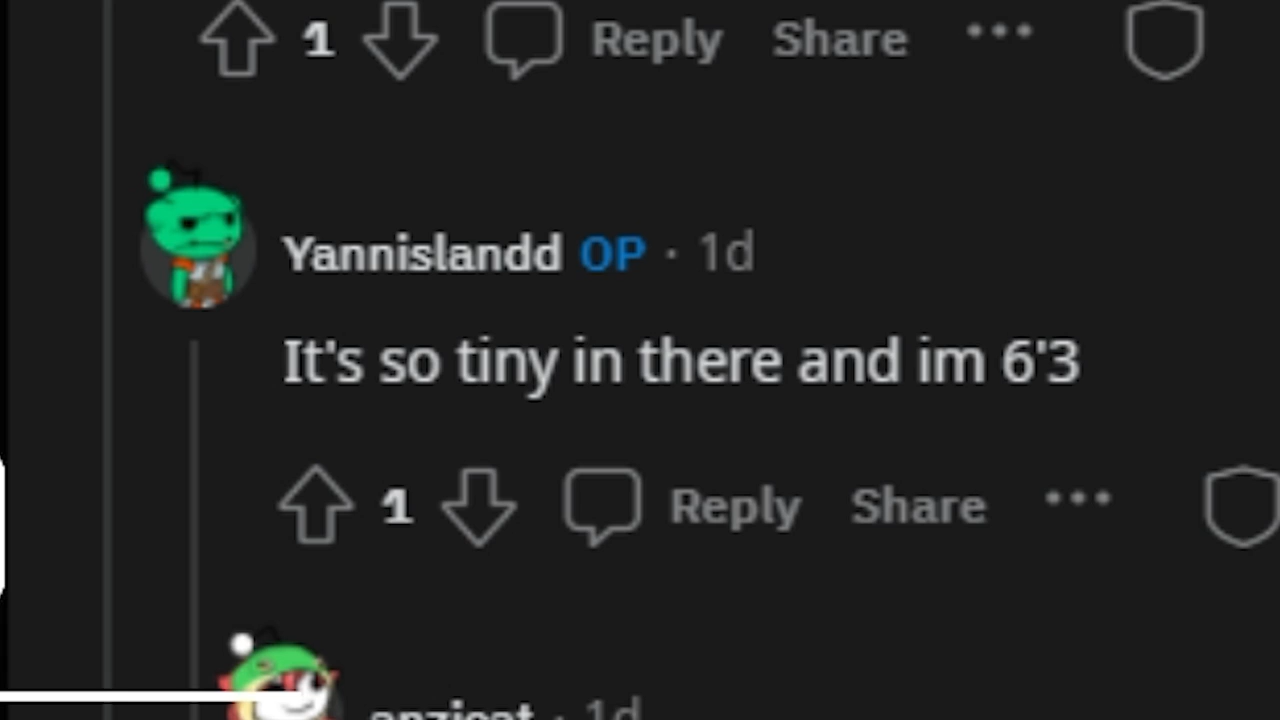 1 Reply Share
Yannislandd OP · 1d
It's so tiny in there and im 6'3
1 Reply Share
· 1d